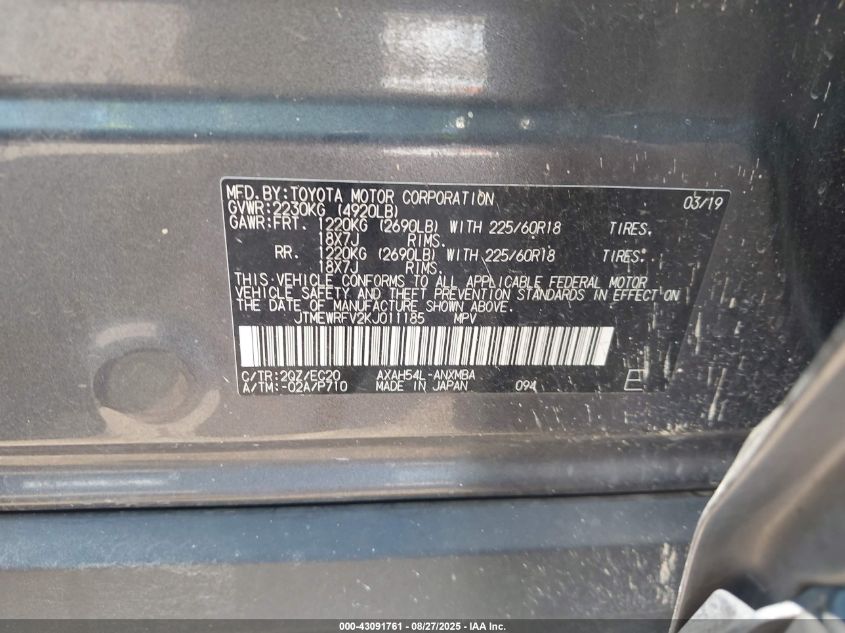 MFD.BY:TOYOTA MOTOR CORPORATION 03/19
GVWR:2230KG (4920LB)
GAWR:FRT. 1220KG (2690LB) WITH 225/60R18 TIRES.
18X7J RIMS.
RR. 1220KG (2690LB) WITH 225/60R18 TIRES.
18X7J RIMS.
THIS VEHICLE CONFORMS TO ALL APPLICABLE FEDERAL MOTOR
VEHICLE SAFETY AND THEFT PREVENTION STANDARDS IN EFFECT ON
THE DATE OF MANUFACTURE SHOWN ABOVE.
JTMEWRFV2KJ011185 MPV
C/TR:2QZ/EC20 AXAH54L-ANXMBA
A/TM:-02A/P710 MADE IN JAPAN 094 E
000-43091761 - 08/27/2025 - IAA Inc.